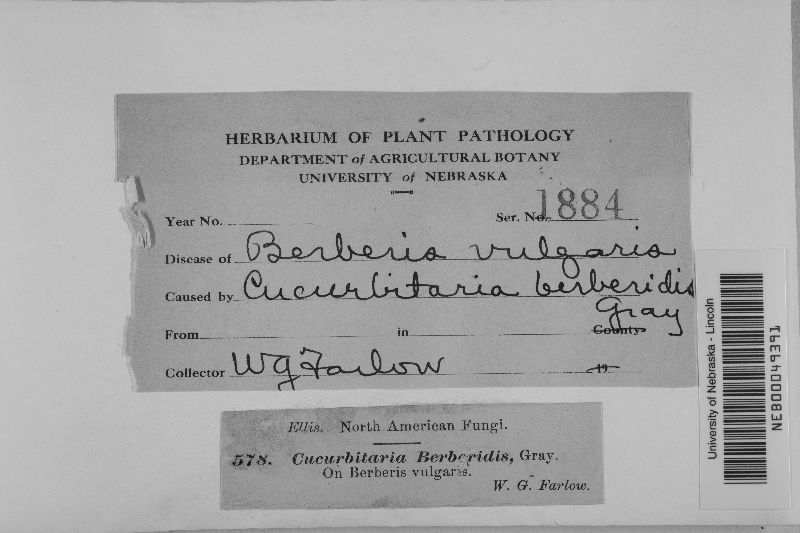 HERBARIUM OF PLANT PATHOLOGY
DEPARTMENT of AGRICULTURAL BOTANY
UNIVERSITY of NEBRASKA
Year No. Ser. No. 1884
Disease of Berberis vulgaris
Caused by Cucurbitaria berberidis
Gray
From in County
Collector W G Farlow 19
Ellis. North American Fungi.
578. Cucurbitaria Berberidis, Gray.
On Berberis vulgaris.
W. G. Farlow.
University of Nebraska - Lincoln
NEB00049391